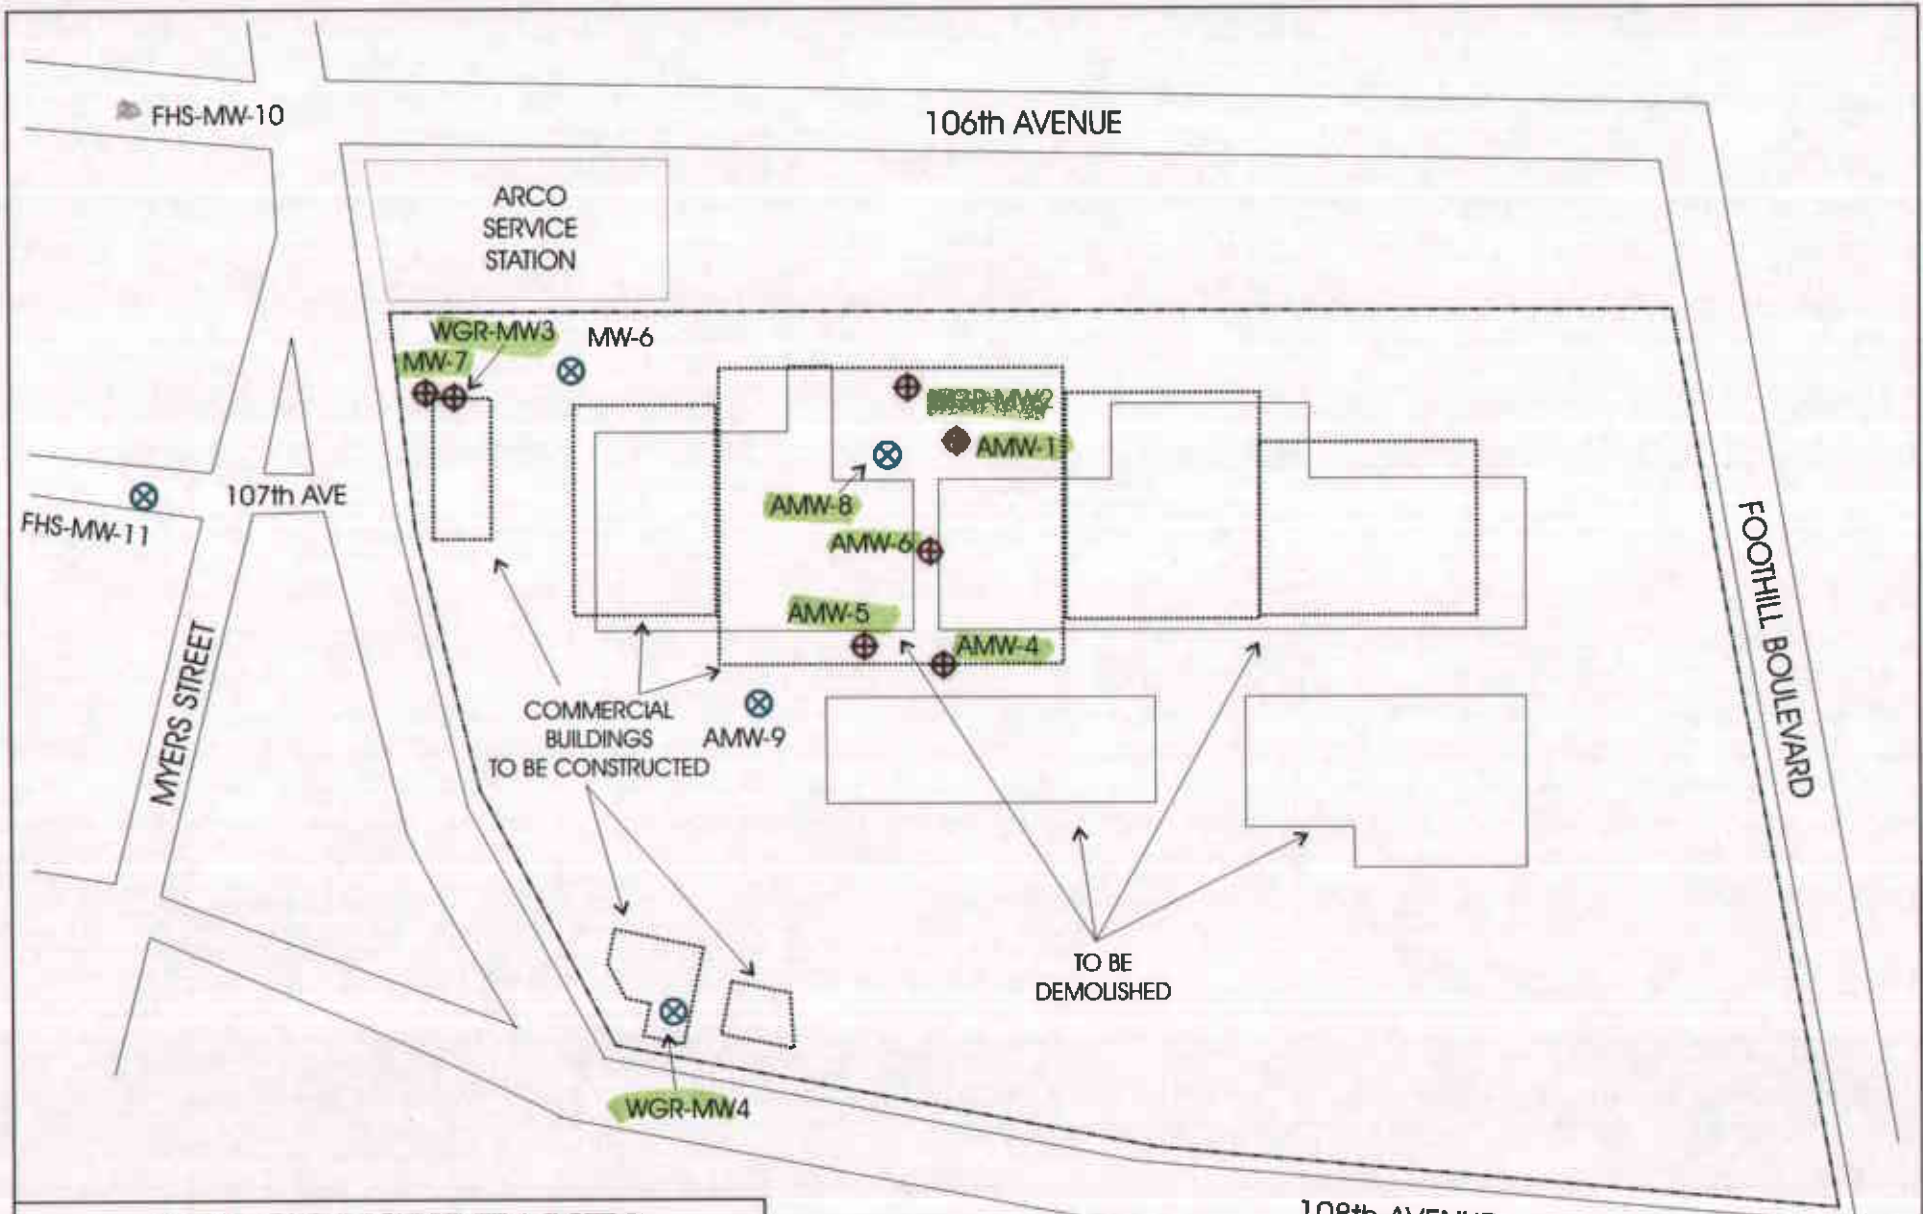 FHS-MW-10
106th AVENUE
ARCO
SERVICE
STATION
WGR-MW3
MW-6
MW-7
AMW-1
AMW-8
107th AVE
FHS-MW-11
AMW-6
AMW-5
AMW-4
FOOTHILL BOULEVARD
MYERS STREET
COMMERCIAL
BUILDINGS
TO BE CONSTRUCTED
AMW-9
TO BE
DEMOLISHED
WGR-MW4
108th AVENUE